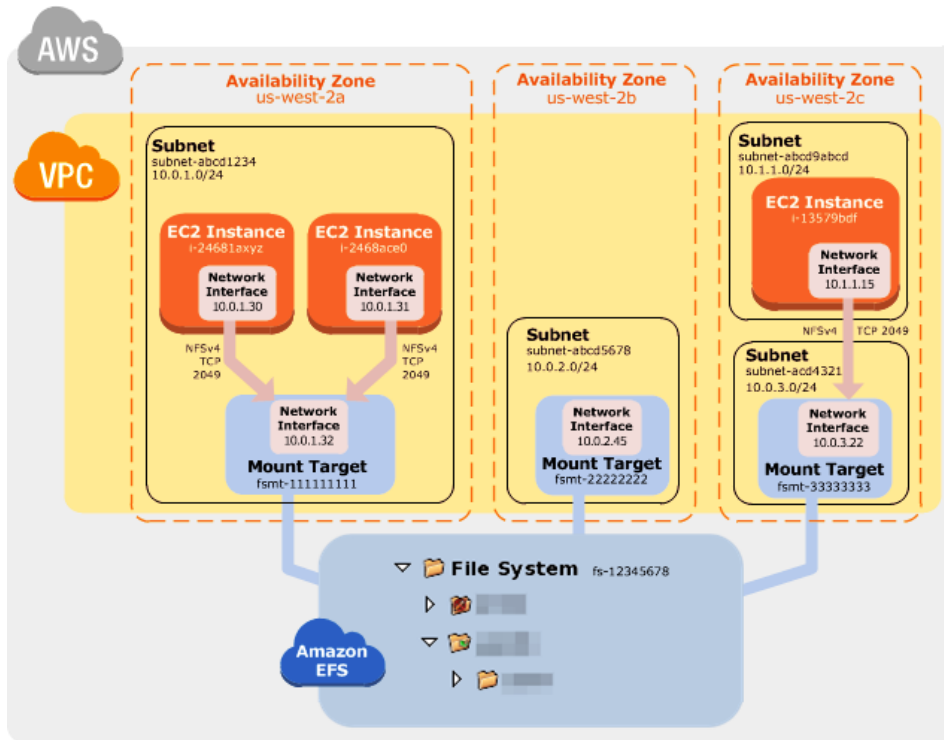 AWS
Availability Zone
us-west-2a
Availability Zone
us-west-2b
Availability Zone
us-west-2c
VPC
Subnet
subnet-abcd1234
10.0.1.0/24
EC2 Instance
i-24681axyz
Network
Interface
10.0.1.30
EC2 Instance
i-2468ace0
Network
Interface
10.0.1.31
NFSv4
TCP
2049
NFSv4
TCP
2049
Network
Interface
10.0.1.32
Mount Target
fsmt-111111111
Subnet
subnet-abcd5678
10.0.2.0/24
Network
Interface
10.0.2.45
Mount Target
fsmt-22222222
Subnet
subnet-abcd9abcd
10.1.1.0/24
EC2 Instance
i-13579bdf
Network
Interface
10.1.1.15
NFSv4 TCP 2049
Subnet
subnet-acd4321
10.0.3.0/24
Network
Interface
10.0.3.22
Mount Target
fsmt-33333333
File System fs-12345678
Amazon
EFS